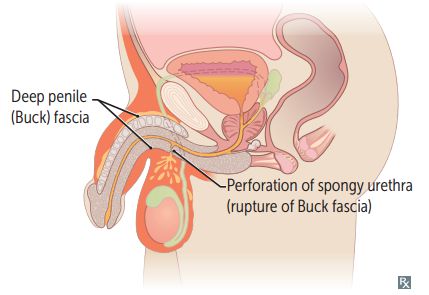 Deep penile
(Buck) fascia
Perforation of spongy urethra
(rupture of Buck fascia)
℞